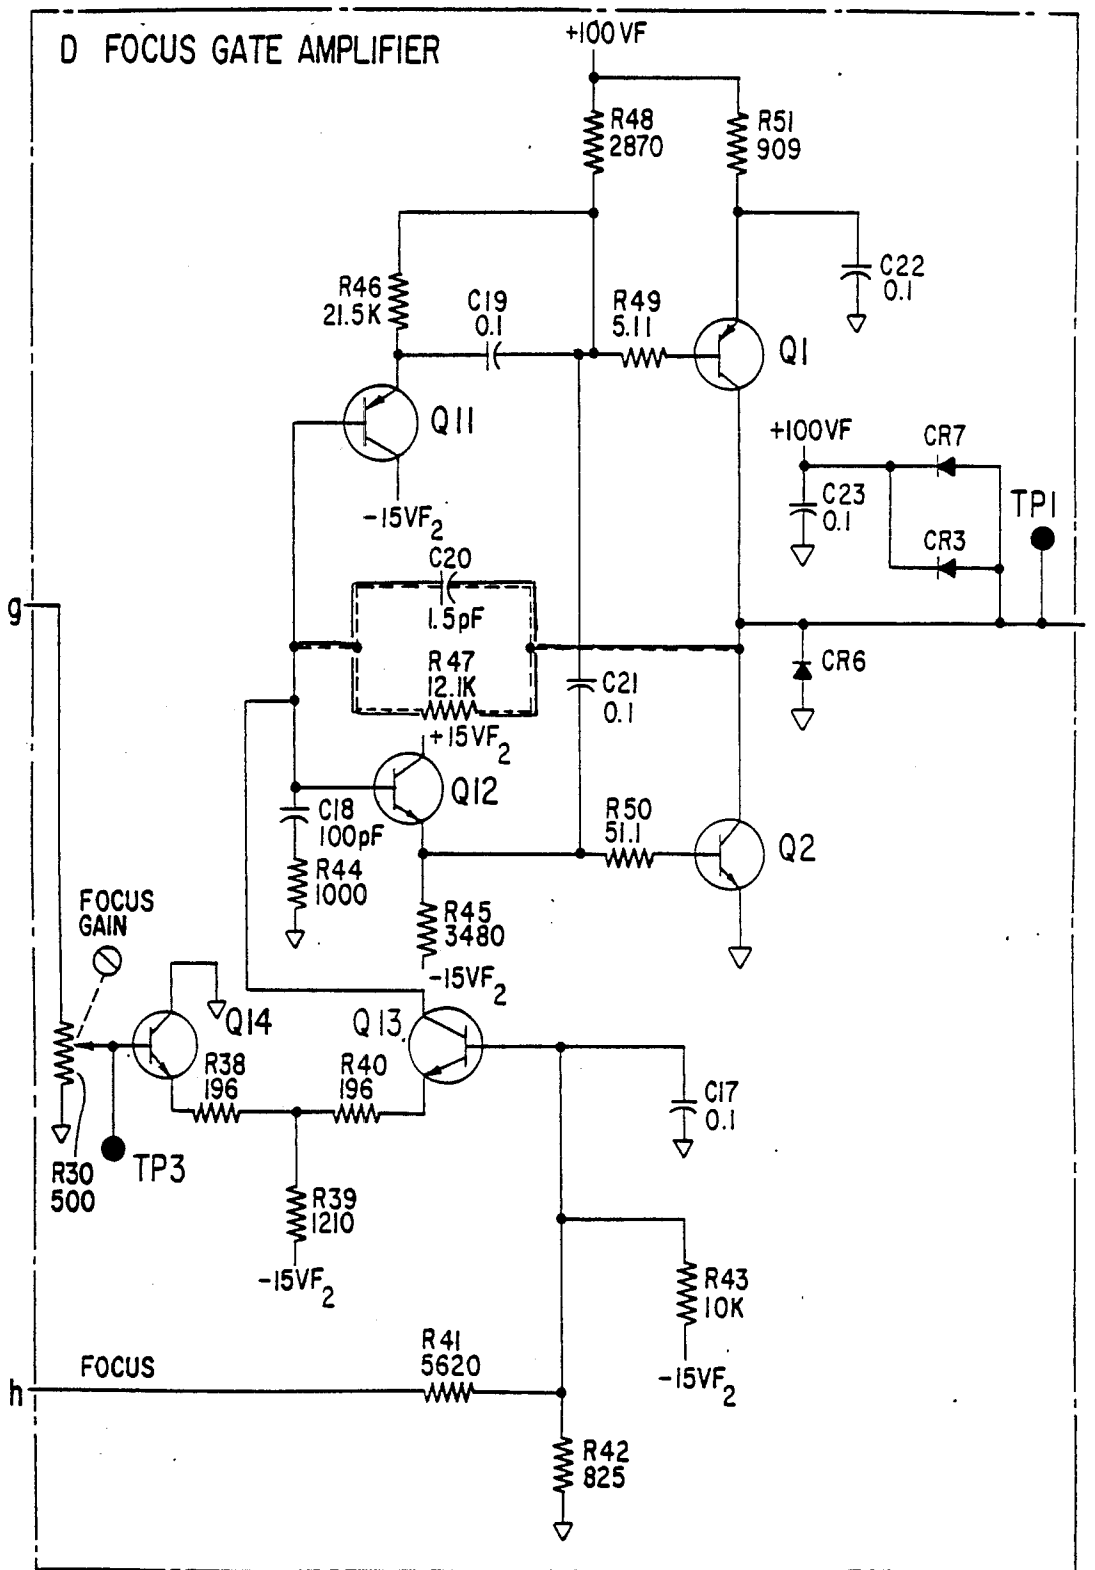 D FOCUS GATE AMPLIFIER
+100VF
R48
2870
R51
909
R46
21.5K
C19
0.1
R49
5.11
C22
0.1
Q1
Q11
+100VF
CR7
-15VF2
C23
0.1
TP1
CR3
C20
1.5pF
g
R47
12.1K
CR6
C21
0.1
+15VF2
Q12
C18
100pF
R50
51.1
Q2
R44
1000
FOCUS
GAIN
R45
3480
-15VF2
Q14
Q13
R38
196
R40
196
C17
0.1
TP3
R30
500
R39
1210
-15VF2
R43
10K
R41
5620
FOCUS
-15VF2
h
R42
825